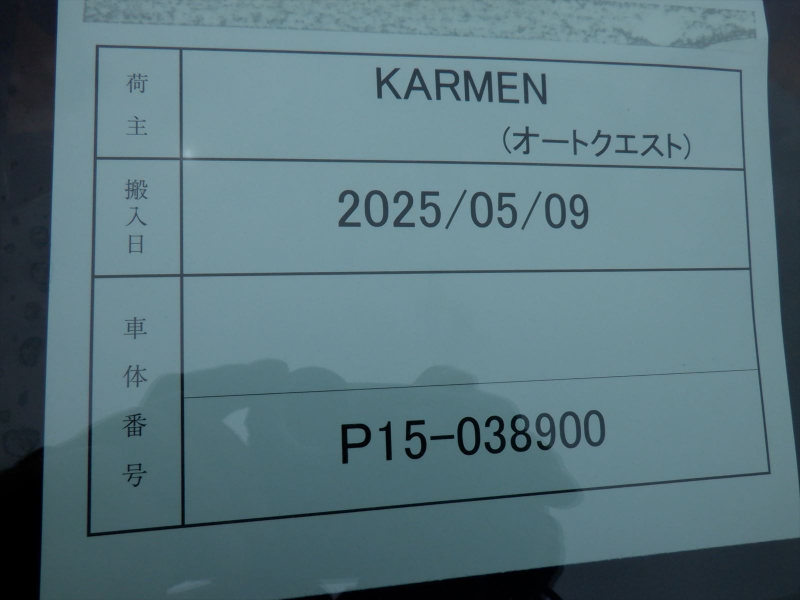 荷主
KARMEN
(オートクエスト)
搬入日
2025/05/09
車体番号
P15-038900